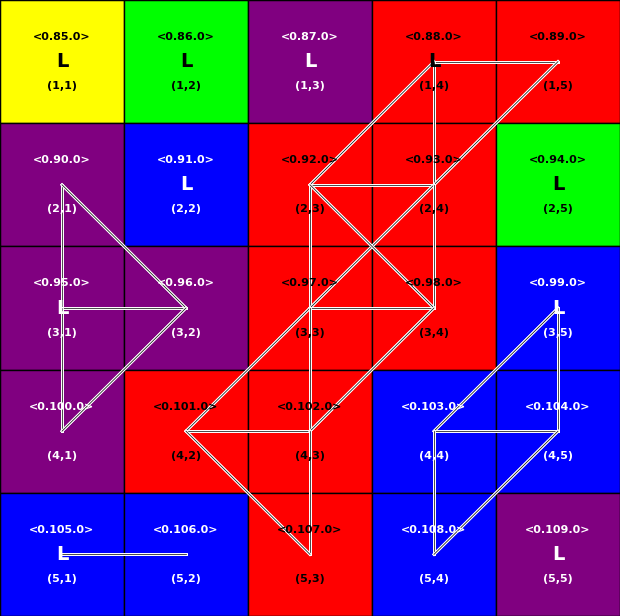 <0.85.0> <0.86.0> <0.87.0> <0.88.0> <0.89.0>
L L L L
(1,1) (1,2) (1,3) (1,4) (1,5)
<0.90.0> <0.91.0> <0.92.0> <0.93.0> <0.94.0>
L L
(2,1) (2,2) (2,3) (2,4) (2,5)
<0.95.0> <0.96.0> <0.97.0> <0.98.0> <0.99.0>
L L
(3,1) (3,2) (3,3) (3,4) (3,5)
<0.100.0> <0.101.0> <0.102.0> <0.103.0> <0.104.0>
(4,1) (4,2) (4,3) (4,4) (4,5)
<0.105.0> <0.106.0> <0.107.0> <0.108.0> <0.109.0>
L L
(5,1) (5,2) (5,3) (5,4) (5,5)